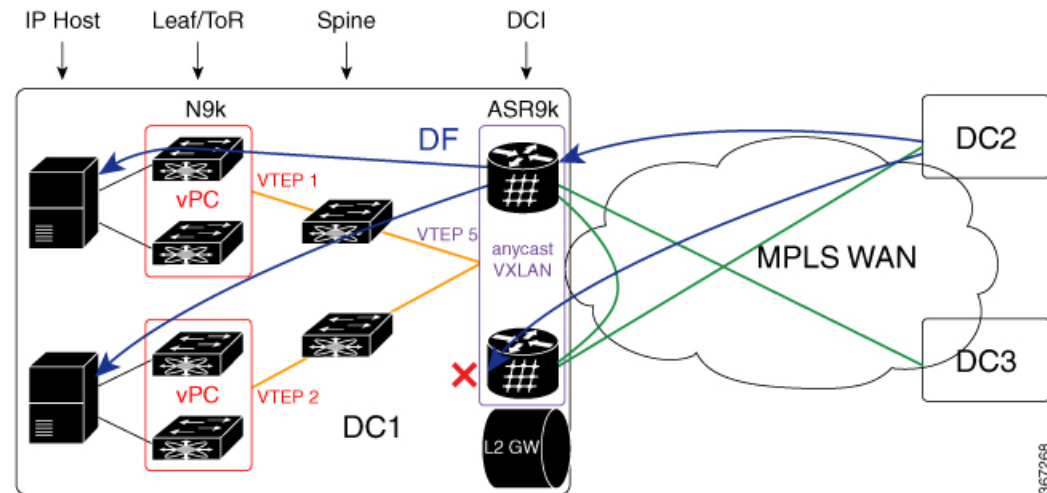 IP Host
Leaf/ToR
Spine
DCI
N9k
ASR9k
DF
DC2
vPC
VTEP 1
VTEP 5
anycast
VXLAN
MPLS WAN
vPC
VTEP 2
DC1
DC3
L2 GW
367268